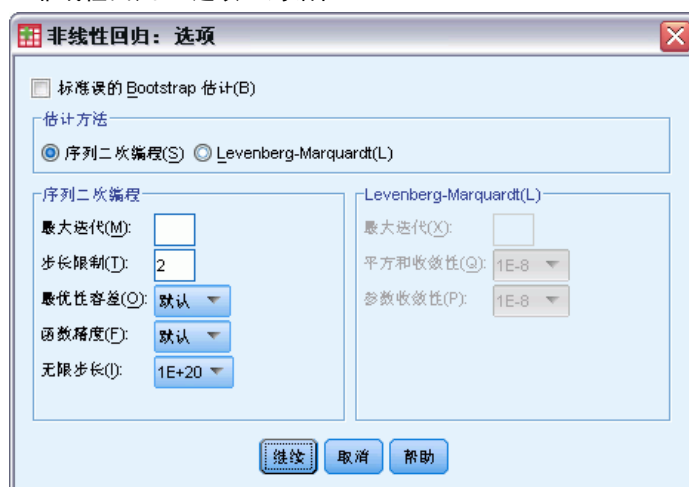 非线性回归：选项
标准误的 Bootstrap 估计(B)
估计方法
序列二次编程(S) Levenberg-Marquardt(L)
序列二次编程
最大迭代(M):
步长限制(T): 2
最优性容差(O): 默认
函数精度(F): 默认
无限步长(I): 1E+20
Levenberg-Marquardt(L)
最大迭代(X):
平方和收敛性(Q): 1E-8
参数收敛性(P): 1E-8
继续 取消 帮助